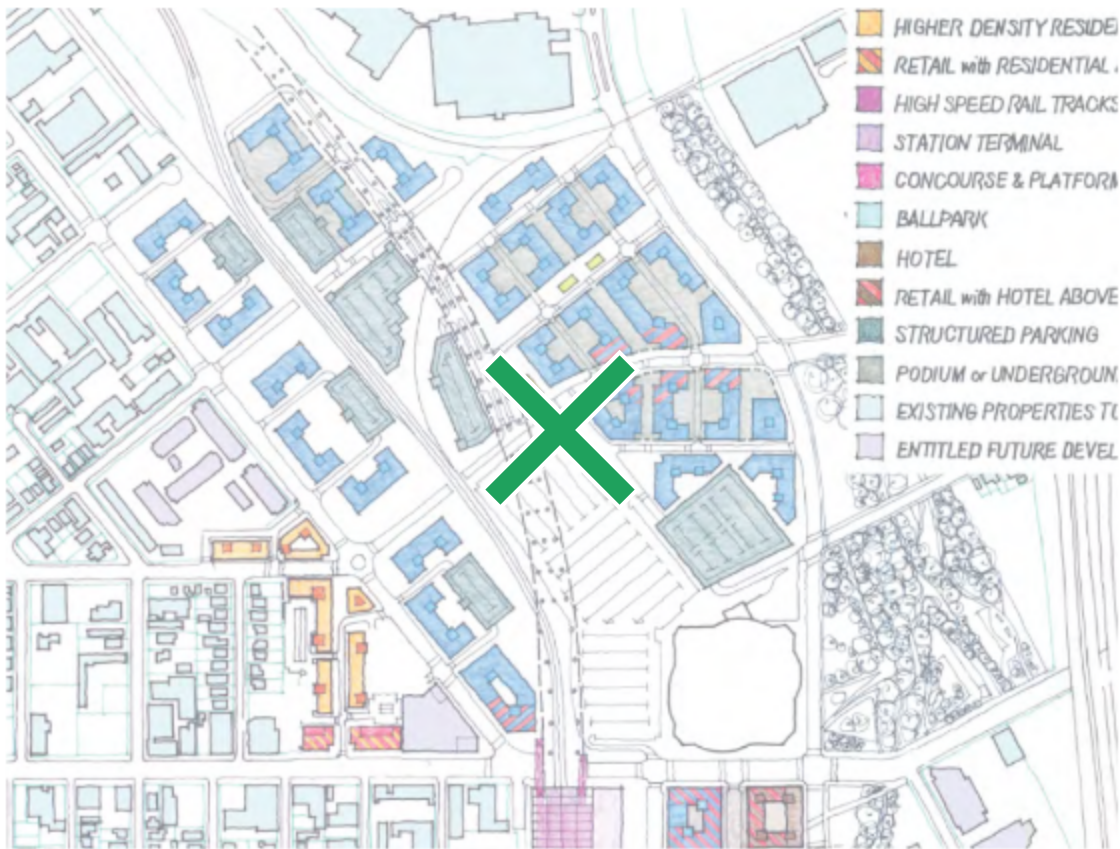 HIGHER DENSITY RESIDE
RETAIL with RESIDENTIAL
HIGH SPEED RAIL TRACKS
STATION TERMINAL
CONCOURSE & PLATFORM
BALLPARK
HOTEL
RETAIL with HOTEL ABOVE
STRUCTURED PARKING
PODIUM or UNDERGROUN
EXISTING PROPERTIES T
ENTITLED FUTURE DEVEL